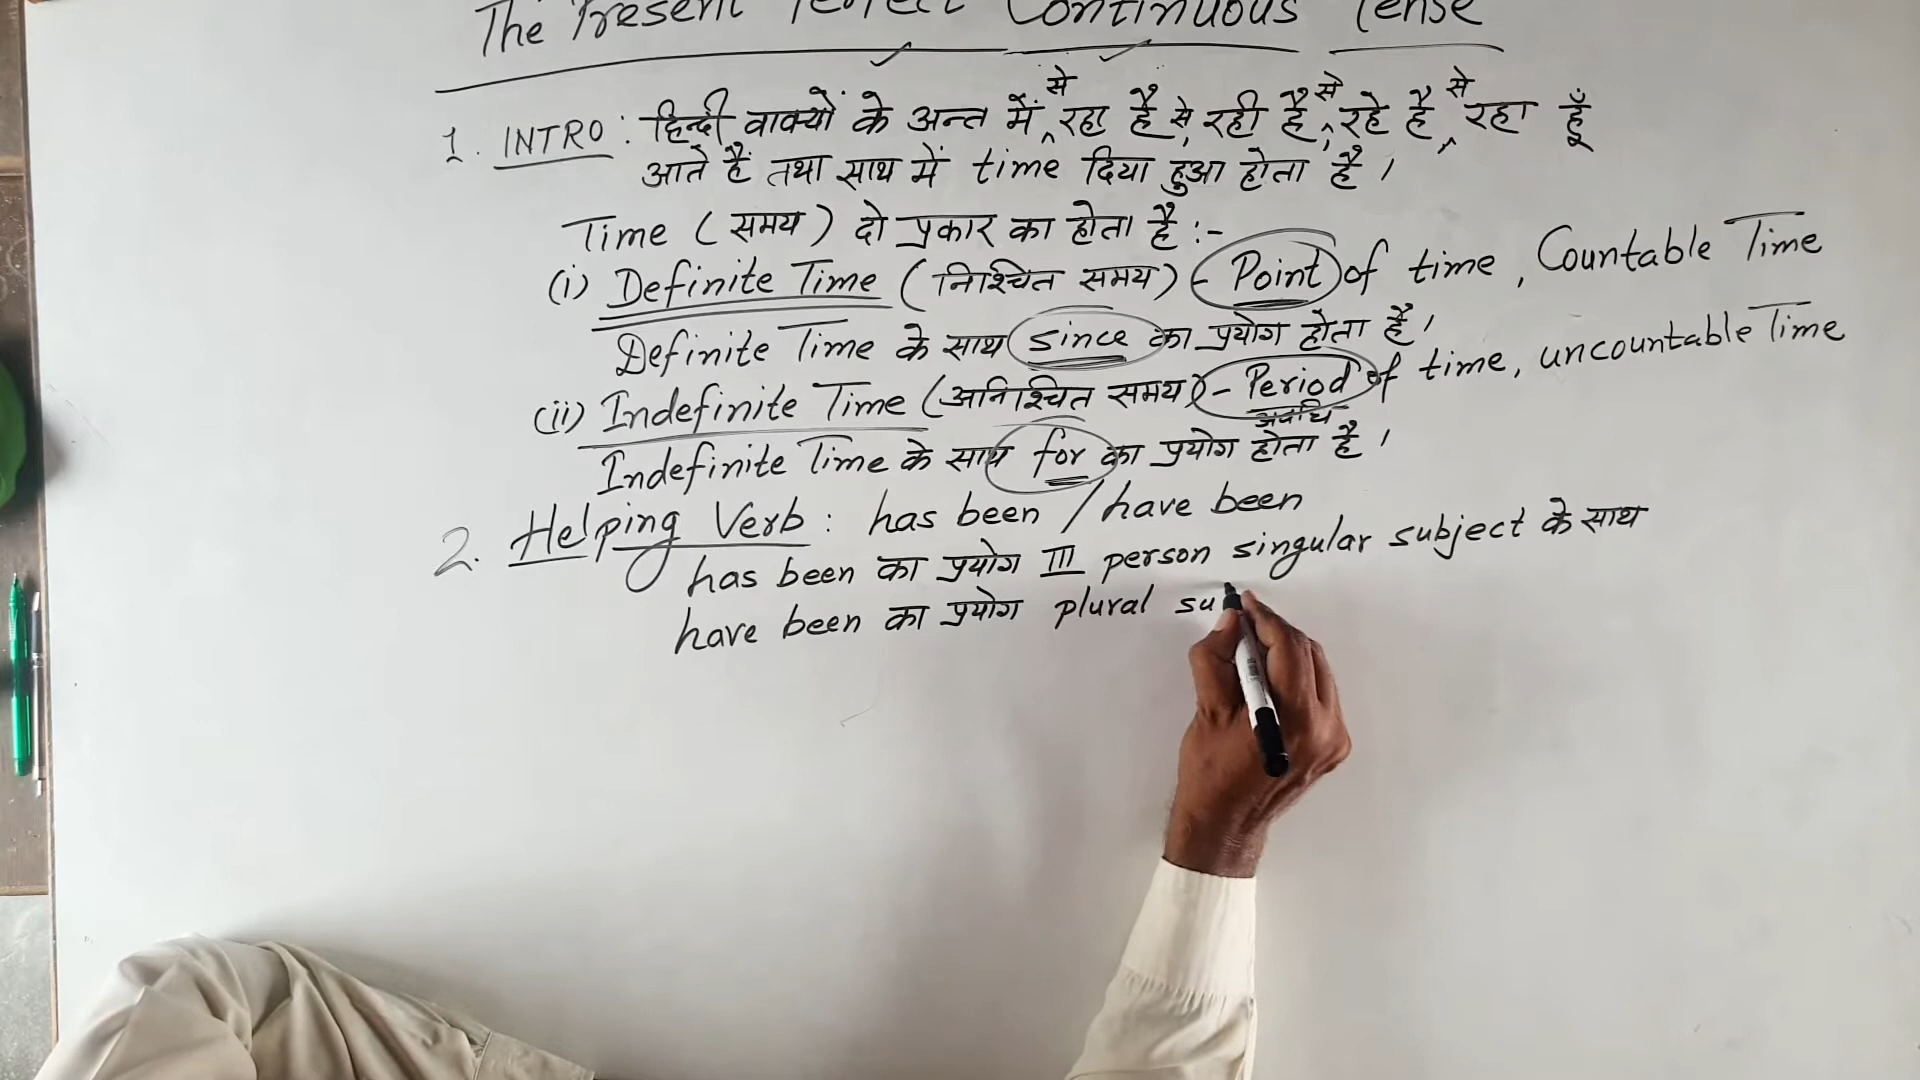 The Present Perfect Continuous Tense
1. INTRO : हिन्दी वाक्यों के अन्त में से रहा है, से रही है, से रहे है, से रहा हूँ
आते हैं तथा साथ में time दिया हुआ होता है।
Time (समय) दो प्रकार का होता है :-
(i) Definite Time (निश्चित समय) - Point of time, Countable Time
Definite Time के साथ since का प्रयोग होता है।
(ii) Indefinite Time (अनिश्चित समय) - Period of time, uncountable Time
अवधि
Indefinite Time के साथ for का प्रयोग होता है।
2. Helping Verb : has been / have been
has been का प्रयोग III person singular subject के साथ
have been का प्रयोग plural su